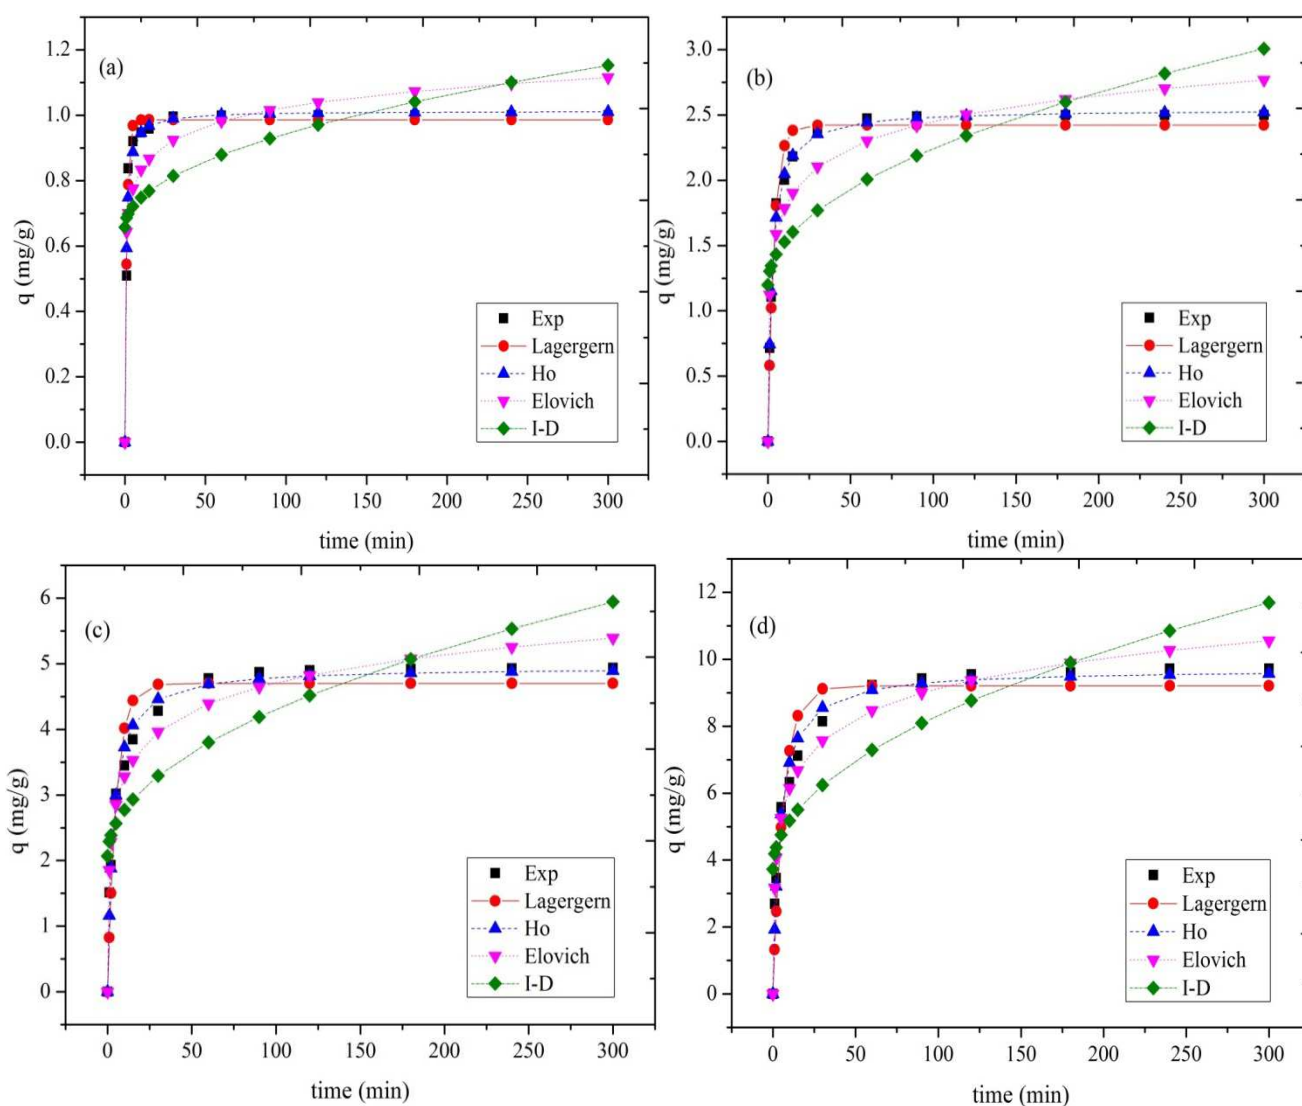 (a)
1.2
1.0
0.8
0.6
0.4
0.2
0.0
q (mg/g)
Exp
Lagergern
Ho
Elovich
I-D
0 50 100 150 200 250 300
time (min)
(b)
3.0
2.5
2.0
1.5
1.0
0.5
0.0
q (mg/g)
Exp
Lagergern
Ho
Elovich
I-D
0 50 100 150 200 250 300
time (min)
(c)
6
5
4
3
2
1
0
q (mg/g)
Exp
Lagergern
Ho
Elovich
I-D
0 50 100 150 200 250 300
time (min)
(d)
12
10
8
6
4
2
0
q (mg/g)
Exp
Lagergern
Ho
Elovich
I-D
0 50 100 150 200 250 300
time (min)